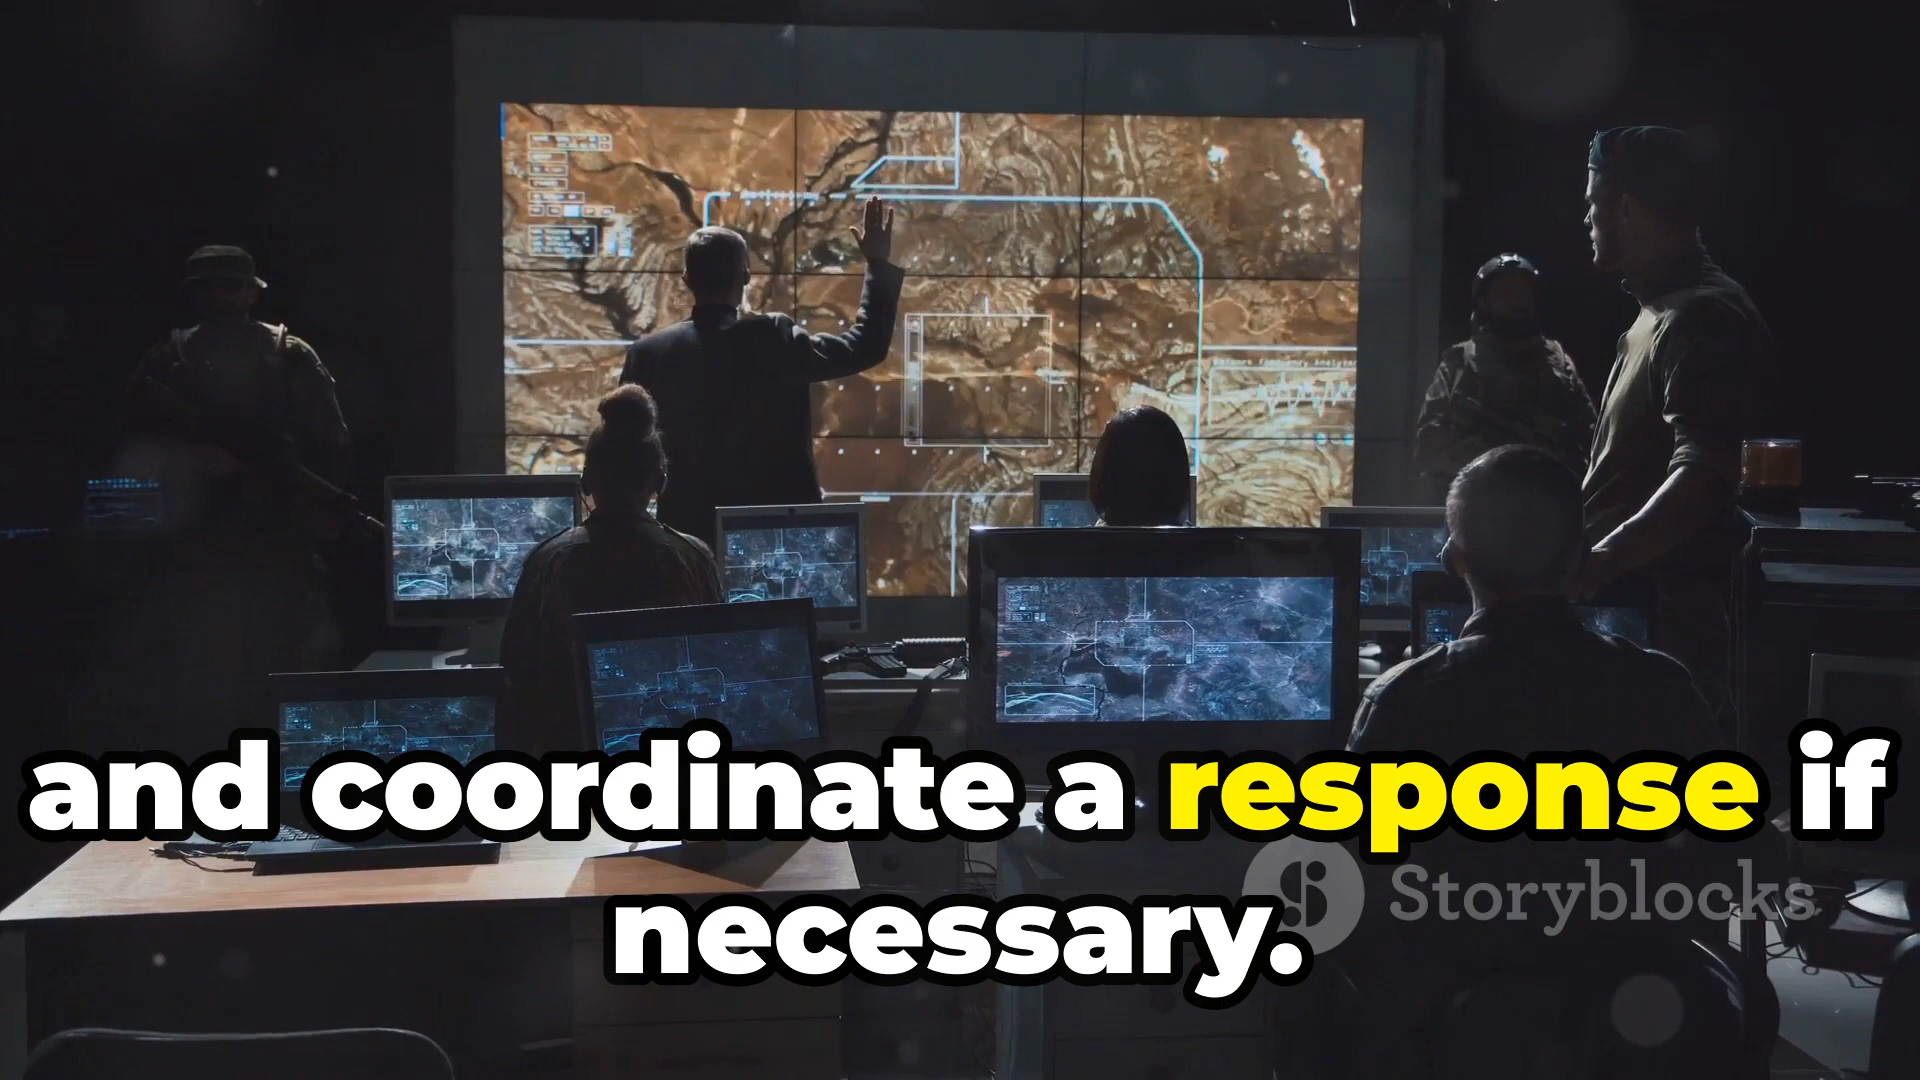 and coordinate a response if
Storyblocks
necessary.